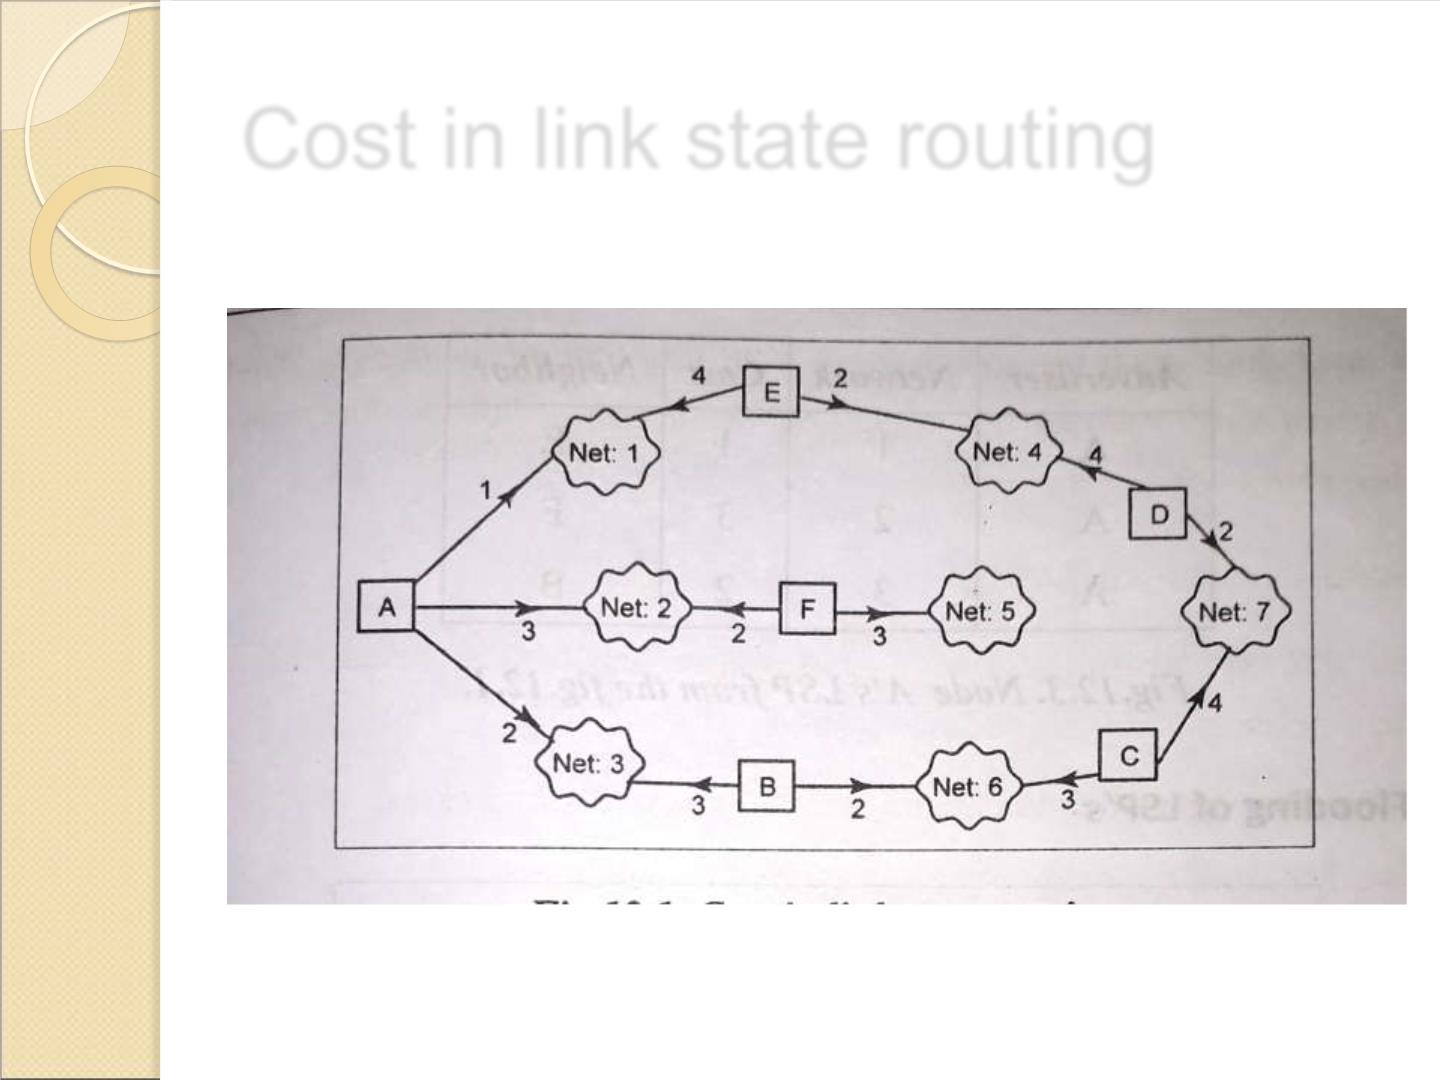 Cost in link state routing
4 E 2
Net: 1
Net: 4
4
1
D
2
A
3
Net: 2
2
F
3
Net: 5
Net: 7
2
Net: 3
3
B
2
Net: 6
3
C
4